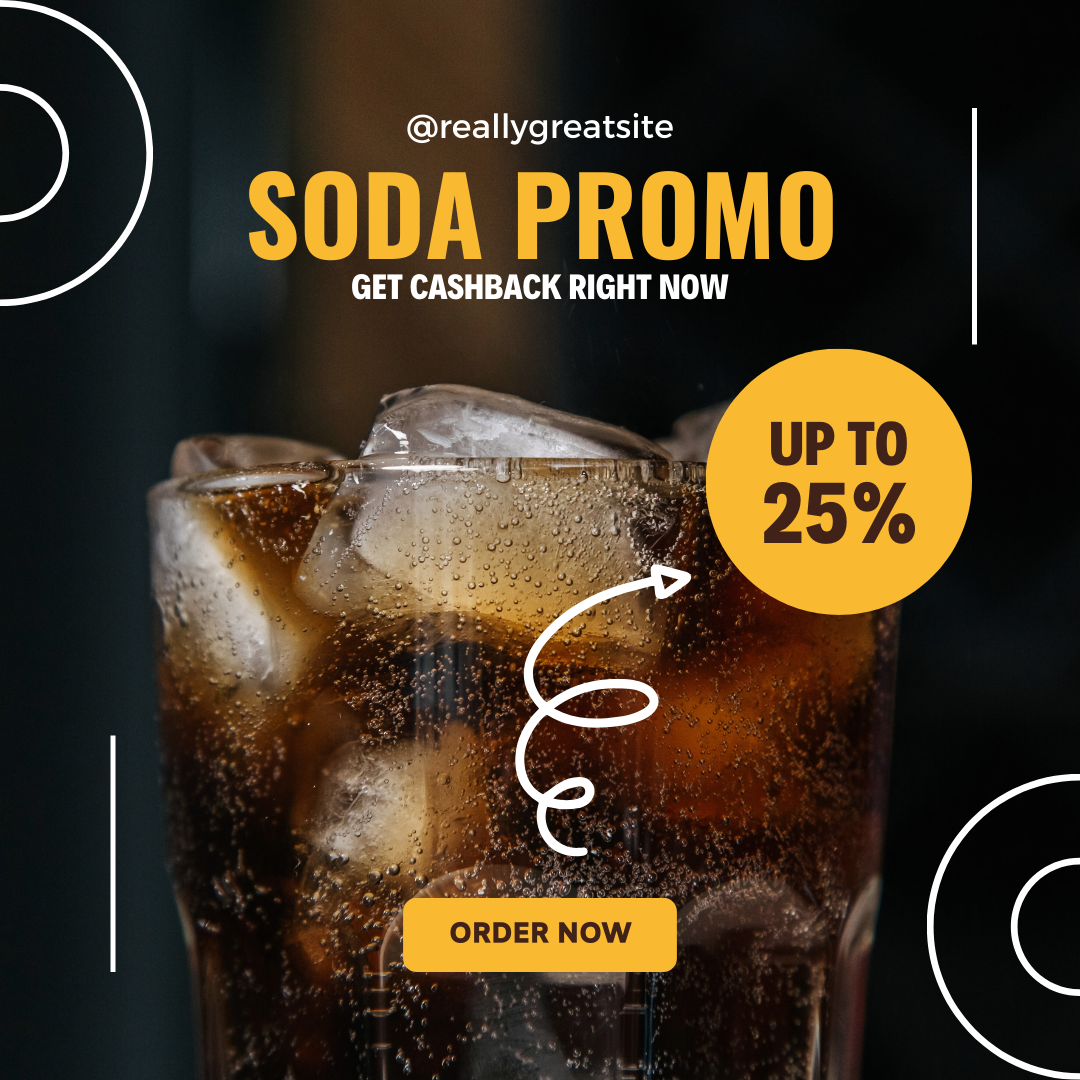 @reallygreatsite
SODA PROMO
GET CASHBACK RIGHT NOW
UP TO
25%
ORDER NOW